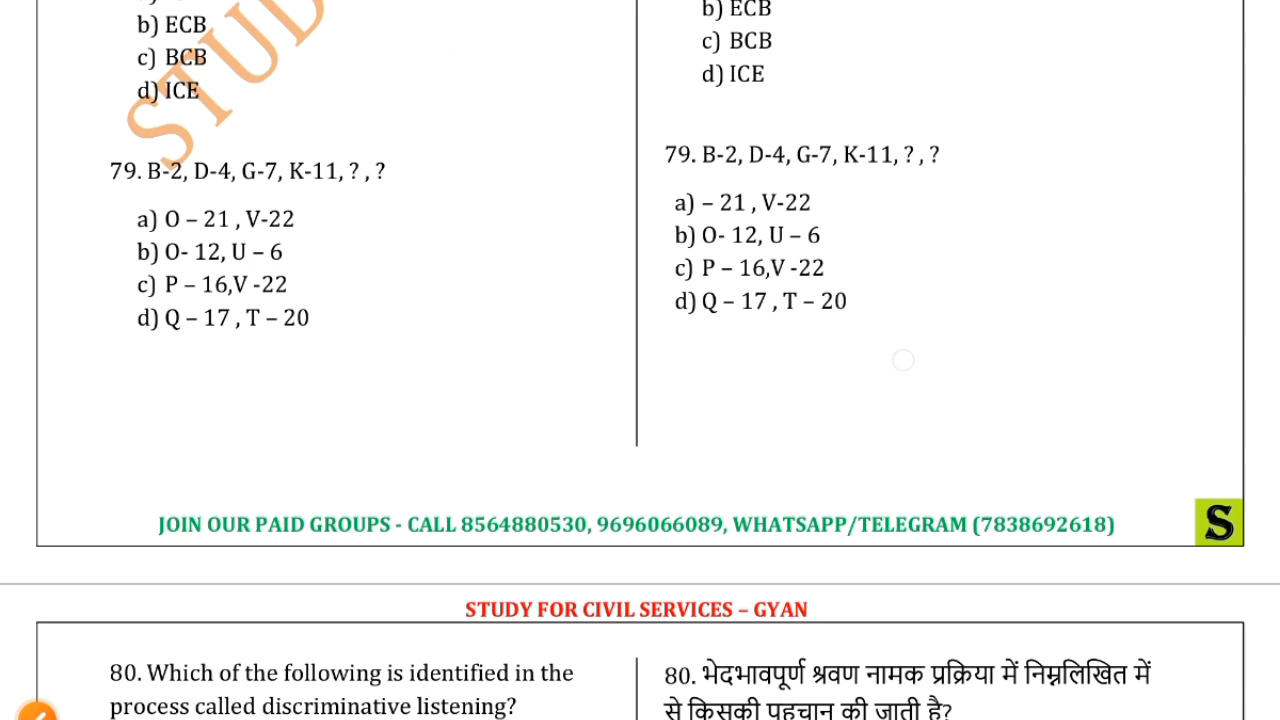 b) ECB
c) BCB
d) ICE
79. B-2, D-4, G-7, K-11, ? , ?
a) O – 21 , V-22
b) O- 12, U – 6
c) P – 16,V -22
d) Q – 17 , T – 20
b) ECB
c) BCB
d) ICE
79. B-2, D-4, G-7, K-11, ? , ?
a) – 21 , V-22
b) O- 12, U – 6
c) P – 16,V -22
d) Q – 17 , T – 20
STUD
JOIN OUR PAID GROUPS - CALL 8564880530, 9696066089, WHATSAPP/TELEGRAM (7838692618)
S
STUDY FOR CIVIL SERVICES – GYAN
80. Which of the following is identified in the
process called discriminative listening?
80. भेदभावपूर्ण श्रवण नामक प्रक्रिया में निम्नलिखित में
से किसकी पहचान की जाती है?